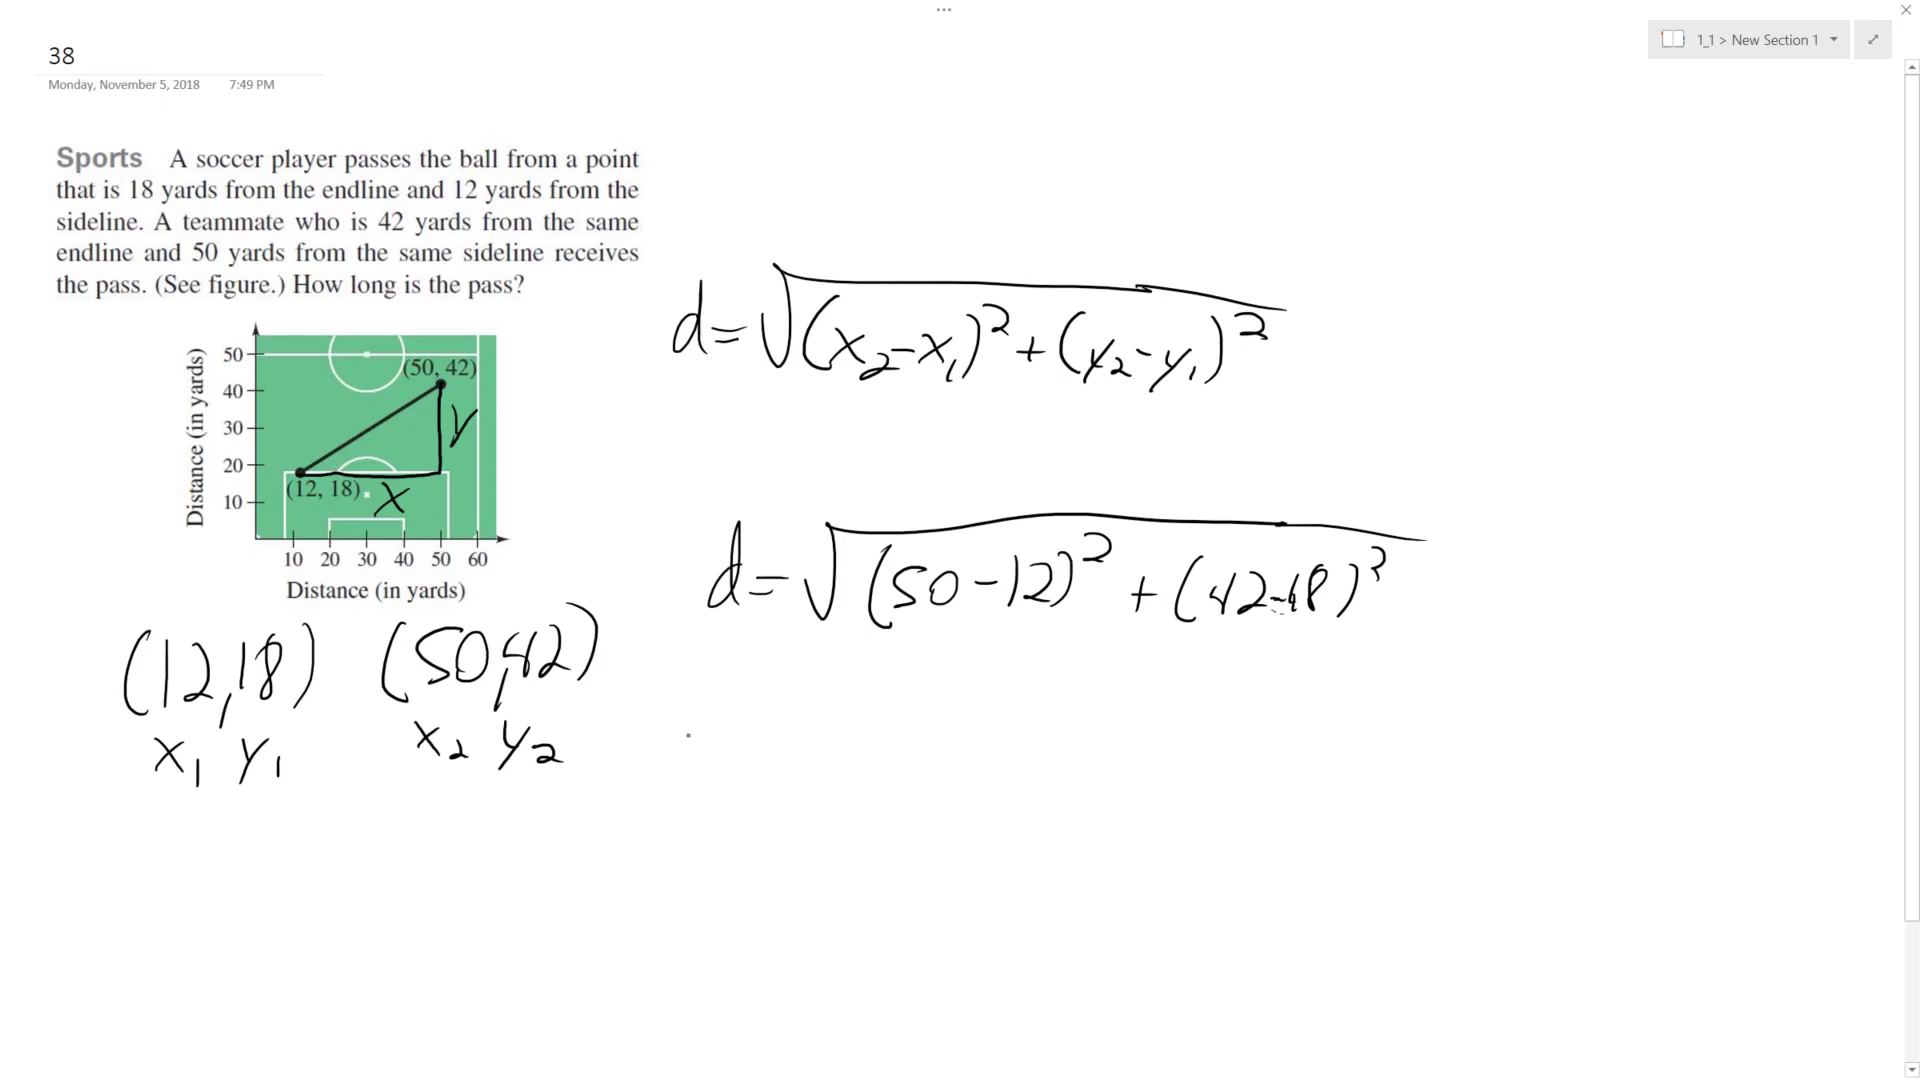 38
Monday, November 5, 2018 7:49 PM
1_1 > New Section 1
Sports A soccer player passes the ball from a point
that is 18 yards from the endline and 12 yards from the
sideline. A teammate who is 42 yards from the same
endline and 50 yards from the same sideline receives
the pass. (See figure.) How long is the pass?
Distance (in yards)
50
40
30
20
10
(50, 42)
y
(12, 18)
x
10 20 30 40 50 60
Distance (in yards)
(12,18) (50,42)
x₁ y₁ x₂ y₂
d=√(x₂-x₁)²+(y₂-y₁)²
d=√(50-12)²+(42-18)²